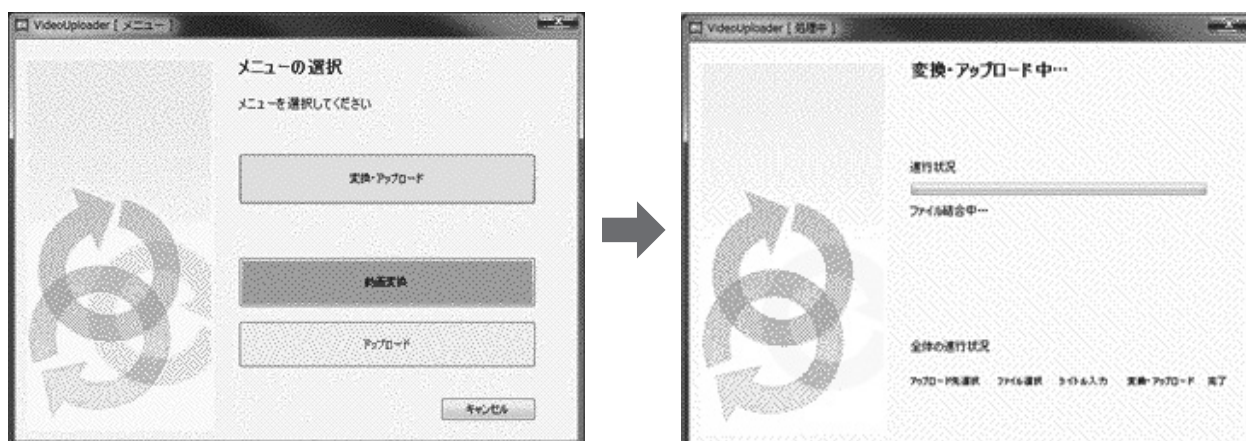 VideoUploader [ メニュー ]
メニューの選択
メニューを選択してください
変換・アップロード
動画変換
アップロード
キャンセル
VideoUploader [ 処理中 ]
変換・アップロード中…
進行状況
ファイル結合中…
全体の進行状況
アップロード先選択 ファイル選択 タイトル入力 変換・アップロード 完了